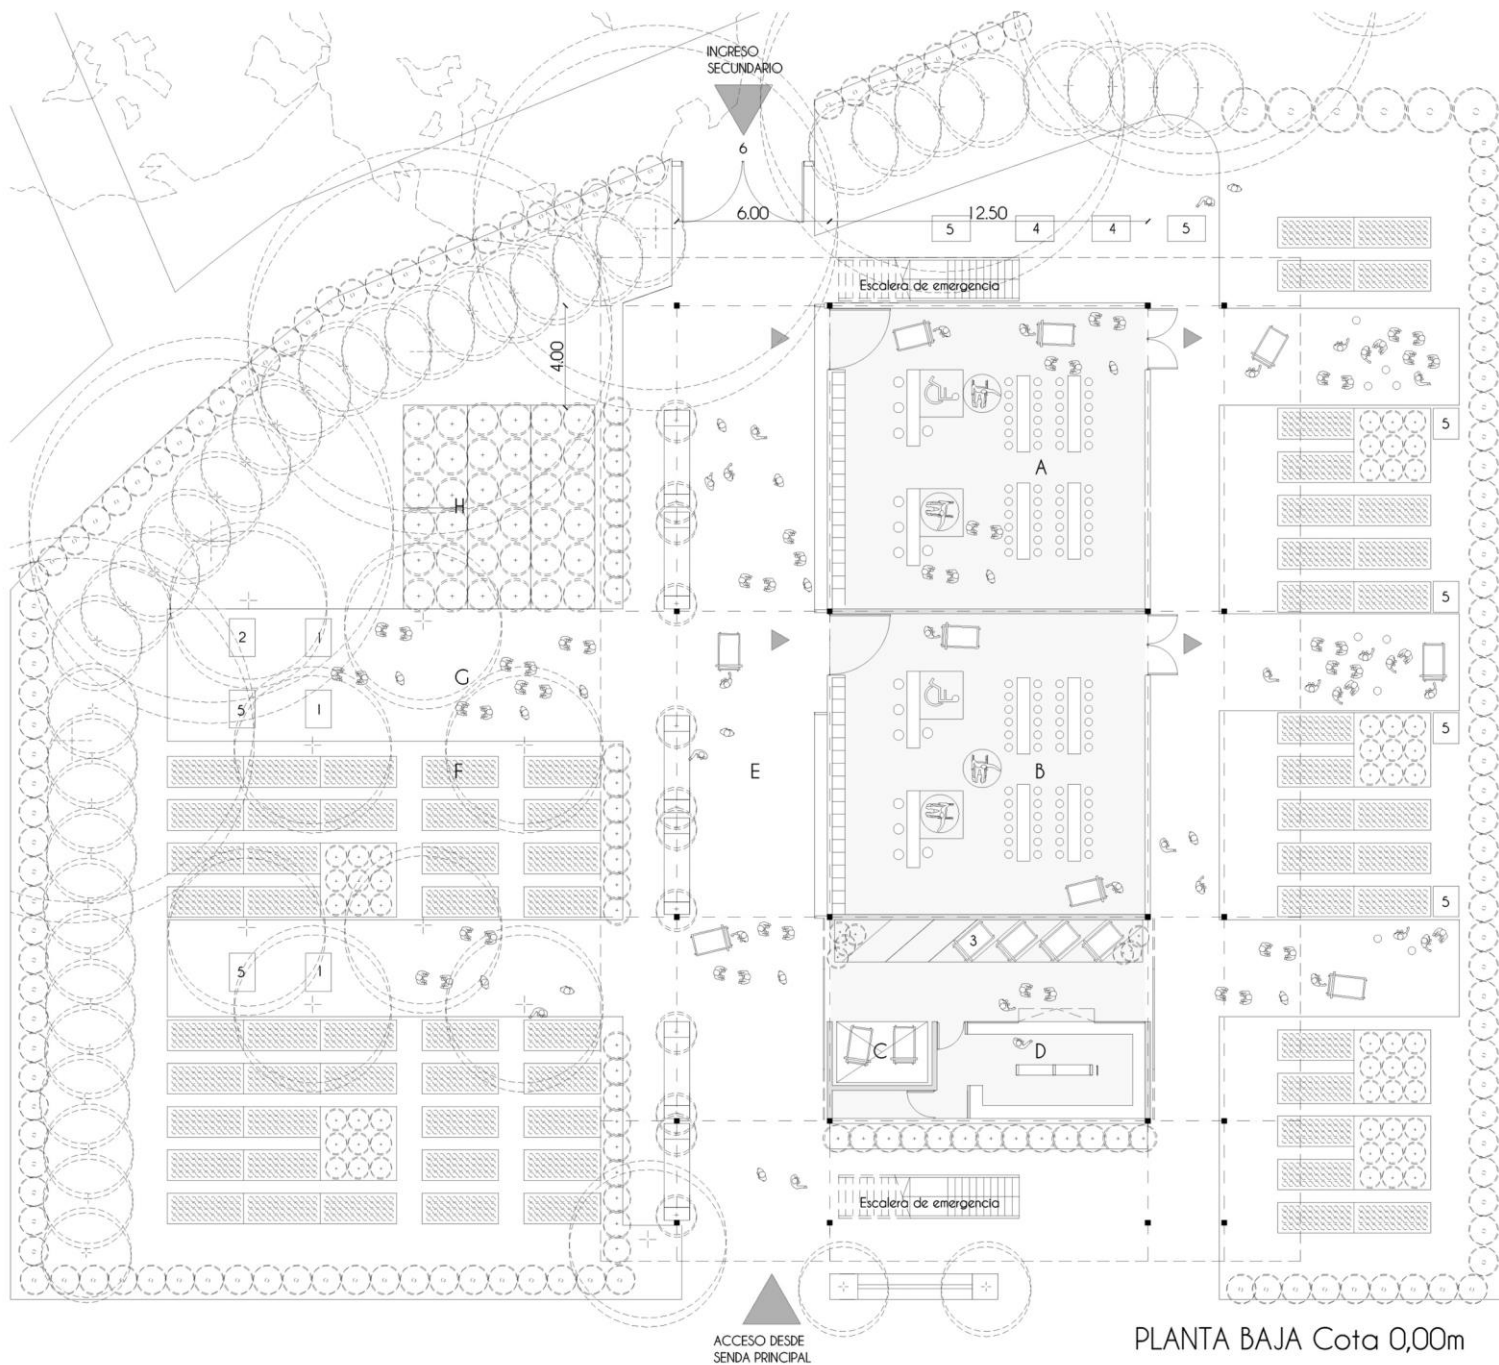 INGRESO
SECUNDARIO
6
6.00
12.50
5
4
4
5
Escalera de emergencia
4.00
A
5
H
5
2
1
G
5
1
5
F
E
B
5
3
5
1
C
D
Escalera de emergencia
ACCESO DESDE
SENDA PRINCIPAL
PLANTA BAJA Cota 0,00m